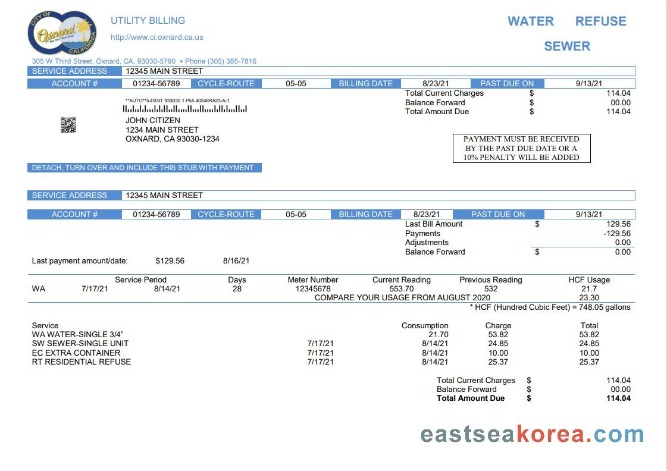 CITY OF
Oxnard
CALIFORNIA
UTILITY BILLING
http://www.ci.oxnard.ca.us
WATER REFUSE
SEWER
305 W Third Street, Oxnard, CA. 93030-5790 • Phone (305) 385-7816
SERVICE ADDRESS 12345 MAIN STREET
ACCOUNT # 01234-56789 CYCLE-ROUTE 05-05 BILLING DATE 8/23/21 PAST DUE ON 9/13/21
Total Current Charges $ 114.04
Balance Forward $ 00.00
Total Amount Due $ 114.04
JOHN CITIZEN
1234 MAIN STREET
OXNARD, CA 93030-1234
PAYMENT MUST BE RECEIVED
BY THE PAST DUE DATE OR A
10% PENALTY WILL BE ADDED
DETACH, TURN OVER AND INCLUDE THIS STUB WITH PAYMENT
SERVICE ADDRESS 12345 MAIN STREET
ACCOUNT # 01234-56789 CYCLE-ROUTE 05-05 BILLING DATE 8/23/21 PAST DUE ON 9/13/21
Last Bill Amount $ 129.56
Payments -129.56
Adjustments 0.00
Balance Forward $ 0.00
Last payment amount/date: $129.56 8/16/21
Service Period Days Meter Number Current Reading Previous Reading HCF Usage
WA 7/17/21 8/14/21 28 12345678 553.70 532 21.7
COMPARE YOUR USAGE FROM AUGUST 2020 23.30
* HCF (Hundred Cubic Feet) = 748.05 gallons
Service Consumption Charge Total
WA WATER-SINGLE 3/4" 21.70 53.82 53.82
SW SEWER-SINGLE UNIT 7/17/21 8/14/21 24.85 24.85
EC EXTRA CONTAINER 7/17/21 8/14/21 10.00 10.00
RT RESIDENTIAL REFUSE 7/17/21 8/14/21 25.37 25.37
Total Current Charges $ 114.04
Balance Forward $ 00.00
Total Amount Due $ 114.04
eastseakorea.com